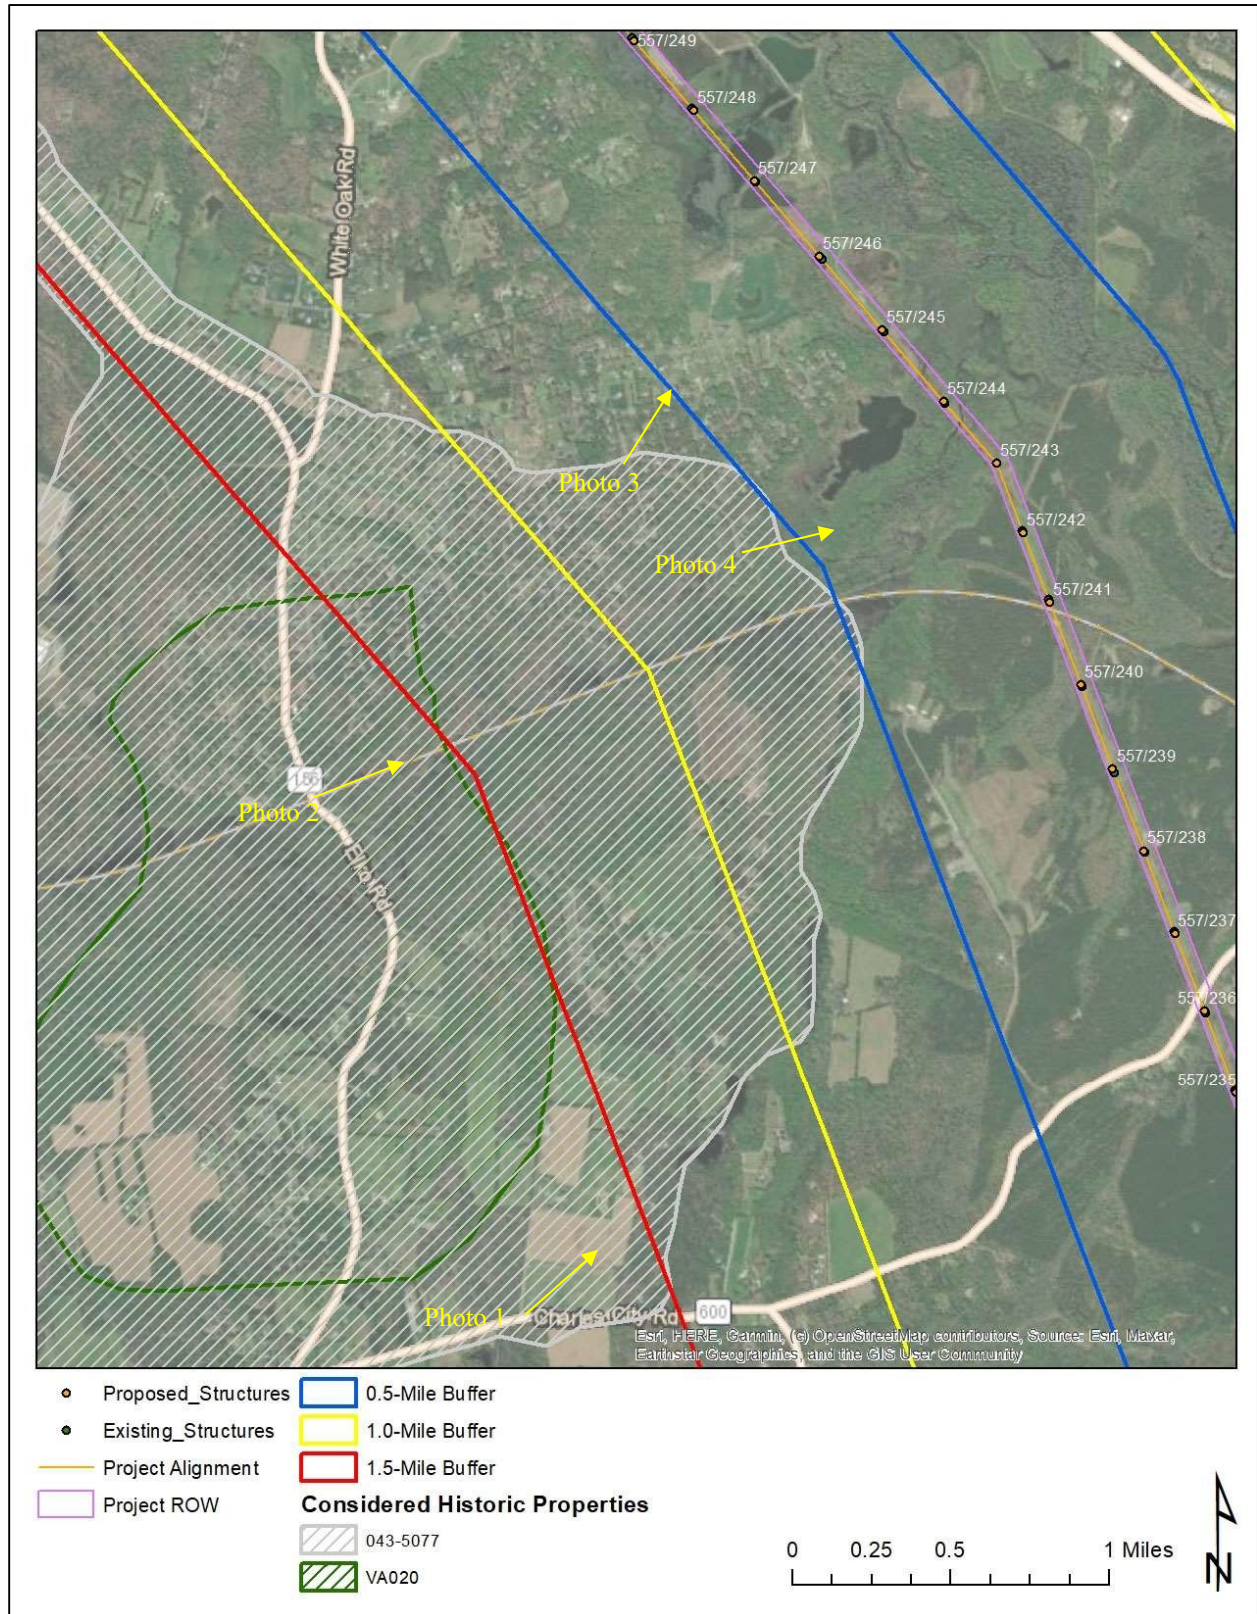 557/249
557/248
557/247
White Oak Rd
557/246
557/245
557/244
557/243
Photo 3
557/242
Photo 4
557/241
557/240
557/239
156
Photo 2
557/238
Elko Rd
557/237
557/236
557/235
Photo 1
Charles City Rd
600
Esri, HERE, Garmin, (c) OpenStreetMap contributors, Source: Esri, Maxar,
Earthstar Geographics, and the GIS User Community
Proposed_Structures
Existing_Structures
Project Alignment
Project ROW
0.5-Mile Buffer
1.0-Mile Buffer
1.5-Mile Buffer
Considered Historic Properties
043-5077
VA020
0 0.25 0.5 1 Miles
N